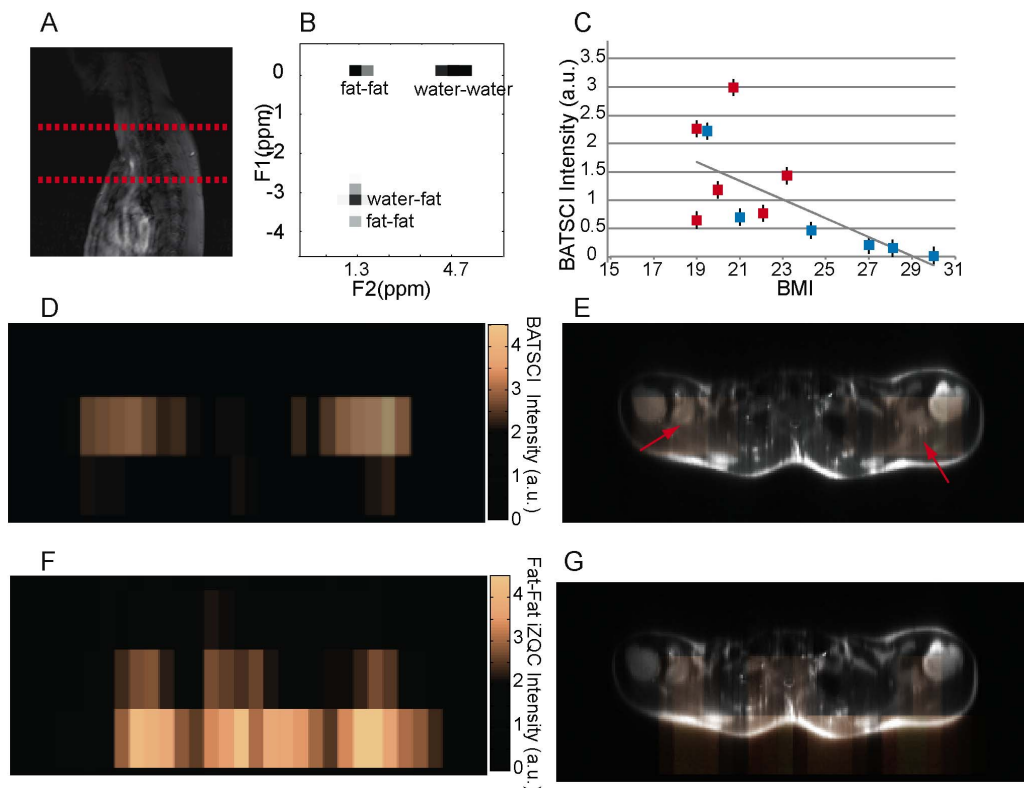 A
B
C
0
fat-fat
water-water
-1
-2
-3
-4
water-fat
fat-fat
F1(ppm)
1.3
4.7
F2(ppm)
BATSCI Intensity (a.u.)
3.5
3
2.5
2
1.5
1
0.5
0
15 17 19 21 23 25 27 29 31
BMI
D
E
4
3
2
1
0
BATSCI Intensity (a.u.)
F
G
4
3
2
1
0
Fat-Fat iZQC Intensity (a.u.)